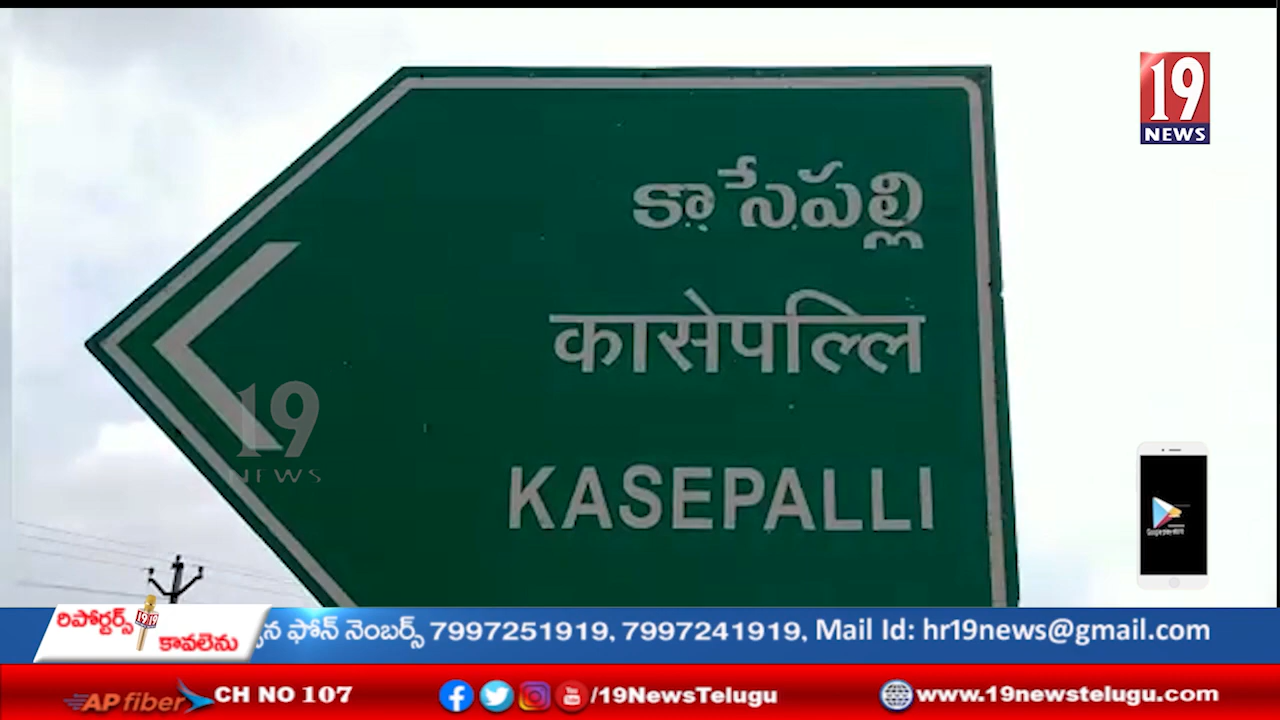 19
NEWS
కాసేపల్లి
कासेपल्लि
19
NEWS
KASEPALLI
రిపోర్టర్స్
కావలెను
ఫోన్ నెంబర్స్ 7997251919, 7997241919, Mail Id: hr19news@gmail.com
AP fiber CH NO 107 /19NewsTelugu www.19newstelugu.com